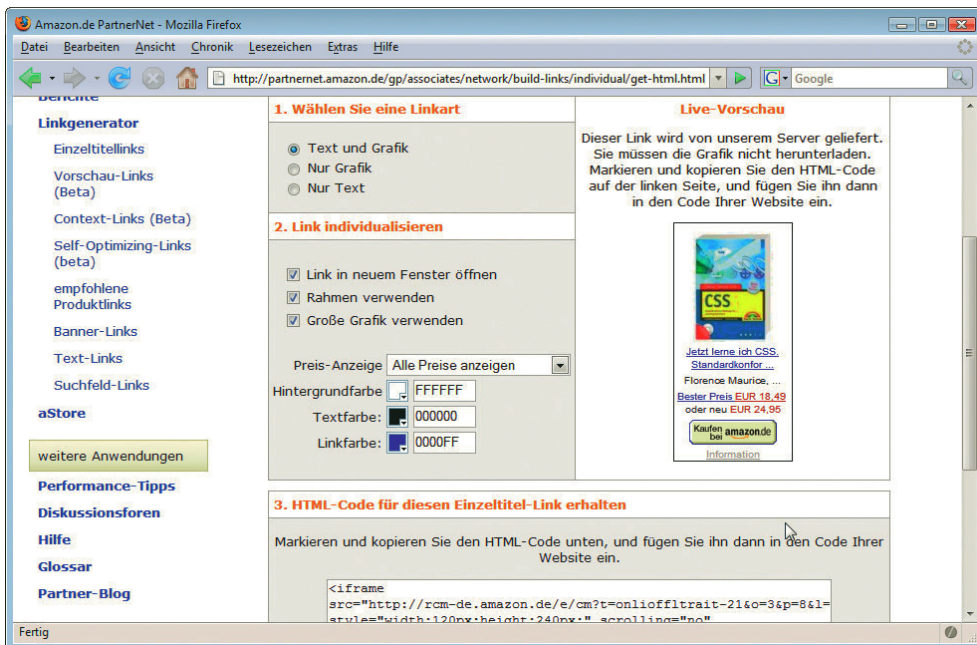 Amazon.de PartnerNet - Mozilla Firefox
Datei Bearbeiten Ansicht Chronik Lesezeichen Extras Hilfe
http://partnernet.amazon.de/gp/associates/network/build-links/individual/get-html.html
G Google
Berichte
Linkgenerator
Einzeltitellinks
Vorschau-Links
(Beta)
Context-Links (Beta)
Self-Optimizing-Links
(beta)
empfohlene
Produktlinks
Banner-Links
Text-Links
Suchfeld-Links
aStore
weitere Anwendungen
Performance-Tipps
Diskussionsforen
Hilfe
Glossar
Partner-Blog
1. Wählen Sie eine Linkart
Text und Grafik
Nur Grafik
Nur Text
2. Link individualisieren
Link in neuem Fenster öffnen
Rahmen verwenden
Große Grafik verwenden
Preis-Anzeige Alle Preise anzeigen
Hintergrundfarbe FFFFFF
Textfarbe: 000000
Linkfarbe: 0000FF
Live-Vorschau
Dieser Link wird von unserem Server geliefert.
Sie müssen die Grafik nicht herunterladen.
Markieren und kopieren Sie den HTML-Code
auf der linken Seite, und fügen Sie ihn dann
in den Code Ihrer Website ein.
CSS
Jetzt lerne ich CSS.
Standardkonfor ...
Florence Maurice, ...
Bester Preis EUR 18,49
oder neu EUR 24,95
Kaufen
bei amazon.de
Information
3. HTML-Code für diesen Einzeltitel-Link erhalten
Markieren und kopieren Sie den HTML-Code unten, und fügen Sie ihn dann in den Code Ihrer
Website ein.
<iframe
src="http://rcm-de.amazon.de/e/cm?t=onlioffltrait-21&o=3&p=8&l=
style="width:120px;height:240px;" scrolling="no"
Fertig